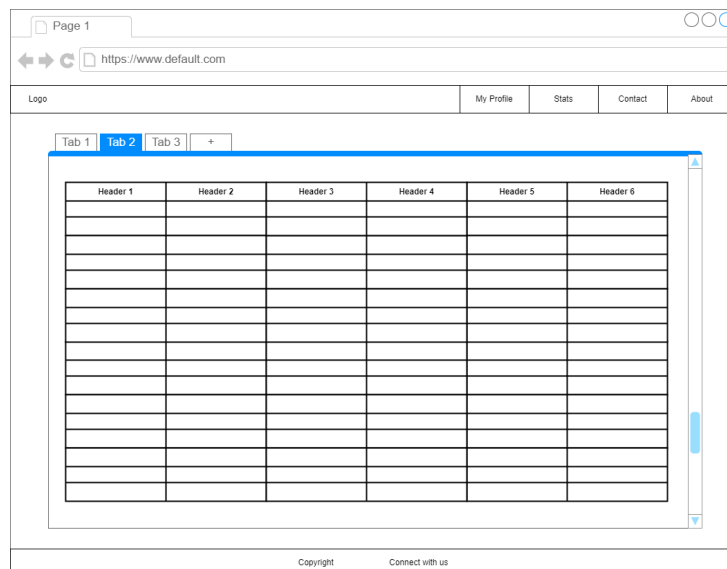 Page 1
https://www.default.com
Logo My Profile Stats Contact About
Tab 1 Tab 2 Tab 3 +
Header 1 Header 2 Header 3 Header 4 Header 5 Header 6
Copyright Connect with us